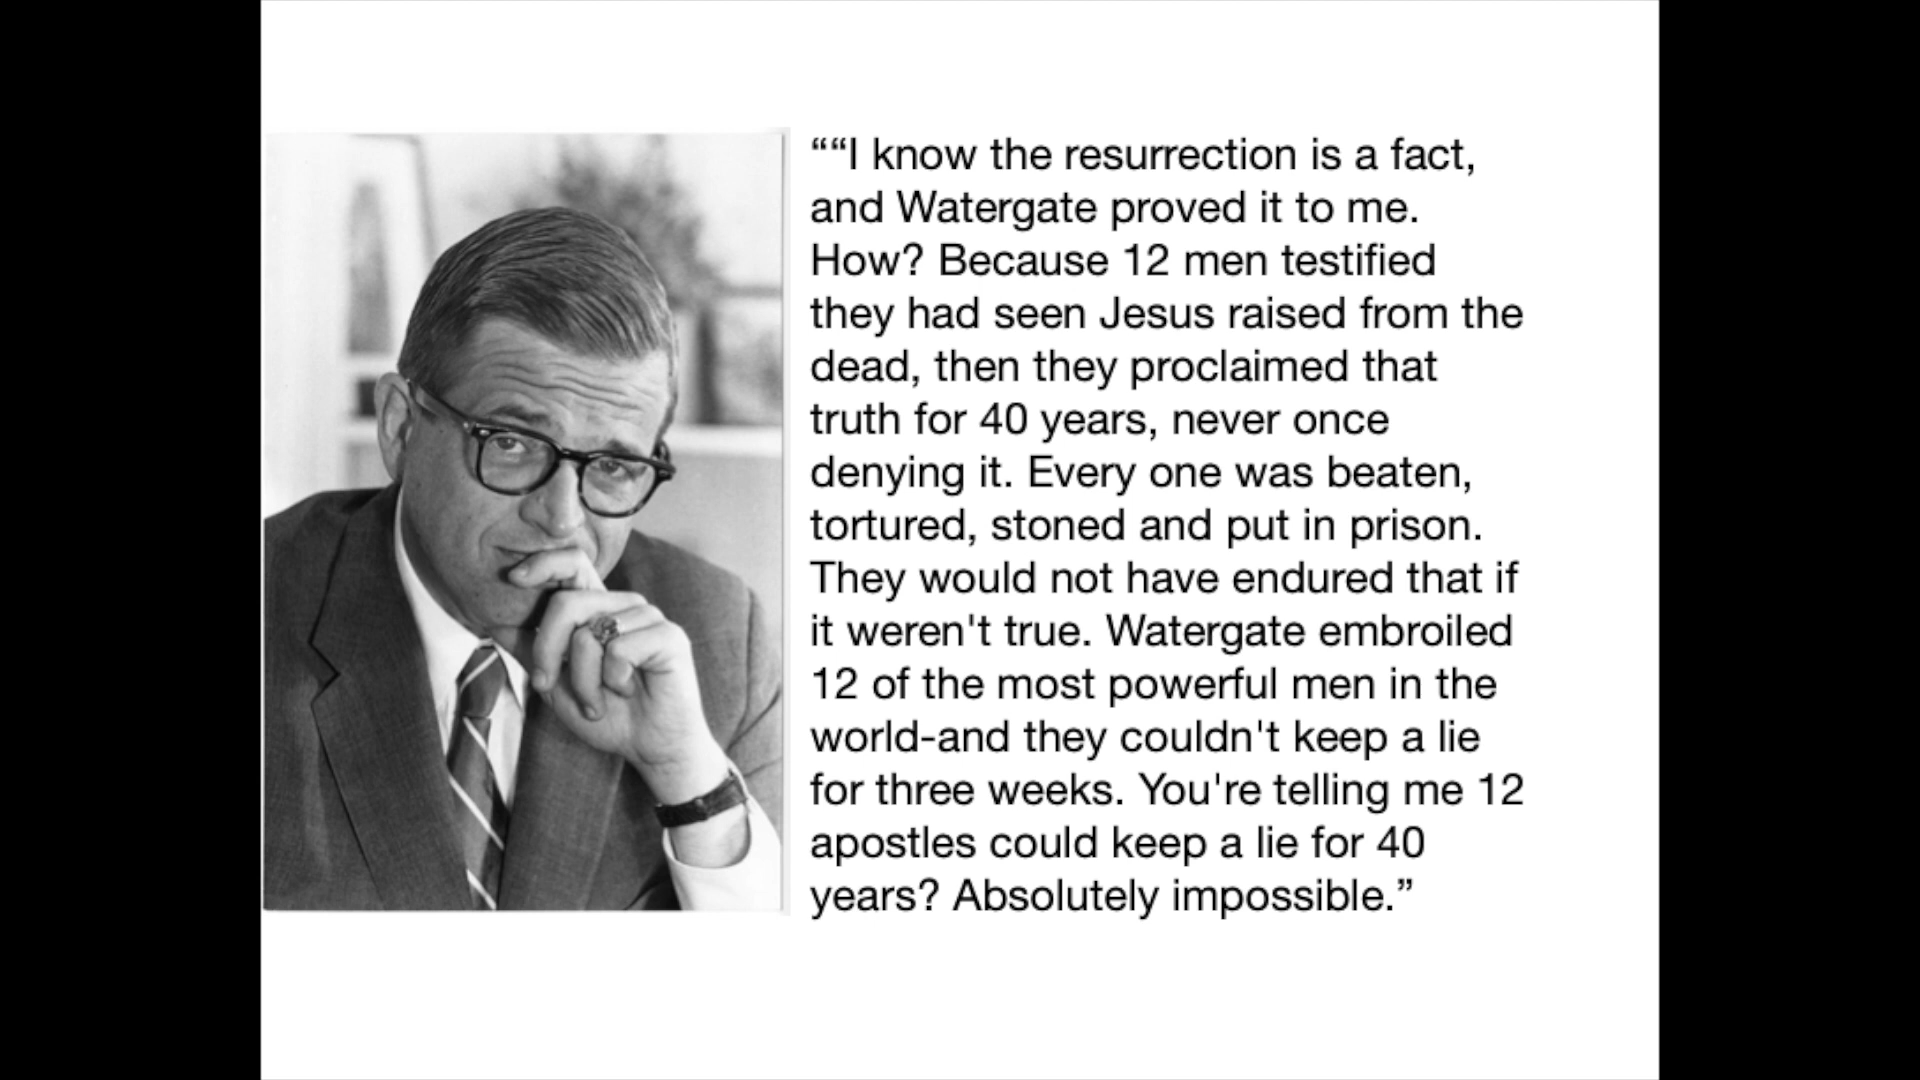 ““I know the resurrection is a fact,
and Watergate proved it to me.
How? Because 12 men testified
they had seen Jesus raised from the
dead, then they proclaimed that
truth for 40 years, never once
denying it. Every one was beaten,
tortured, stoned and put in prison.
They would not have endured that if
it weren't true. Watergate embroiled
12 of the most powerful men in the
world-and they couldn't keep a lie
for three weeks. You're telling me 12
apostles could keep a lie for 40
years? Absolutely impossible.”